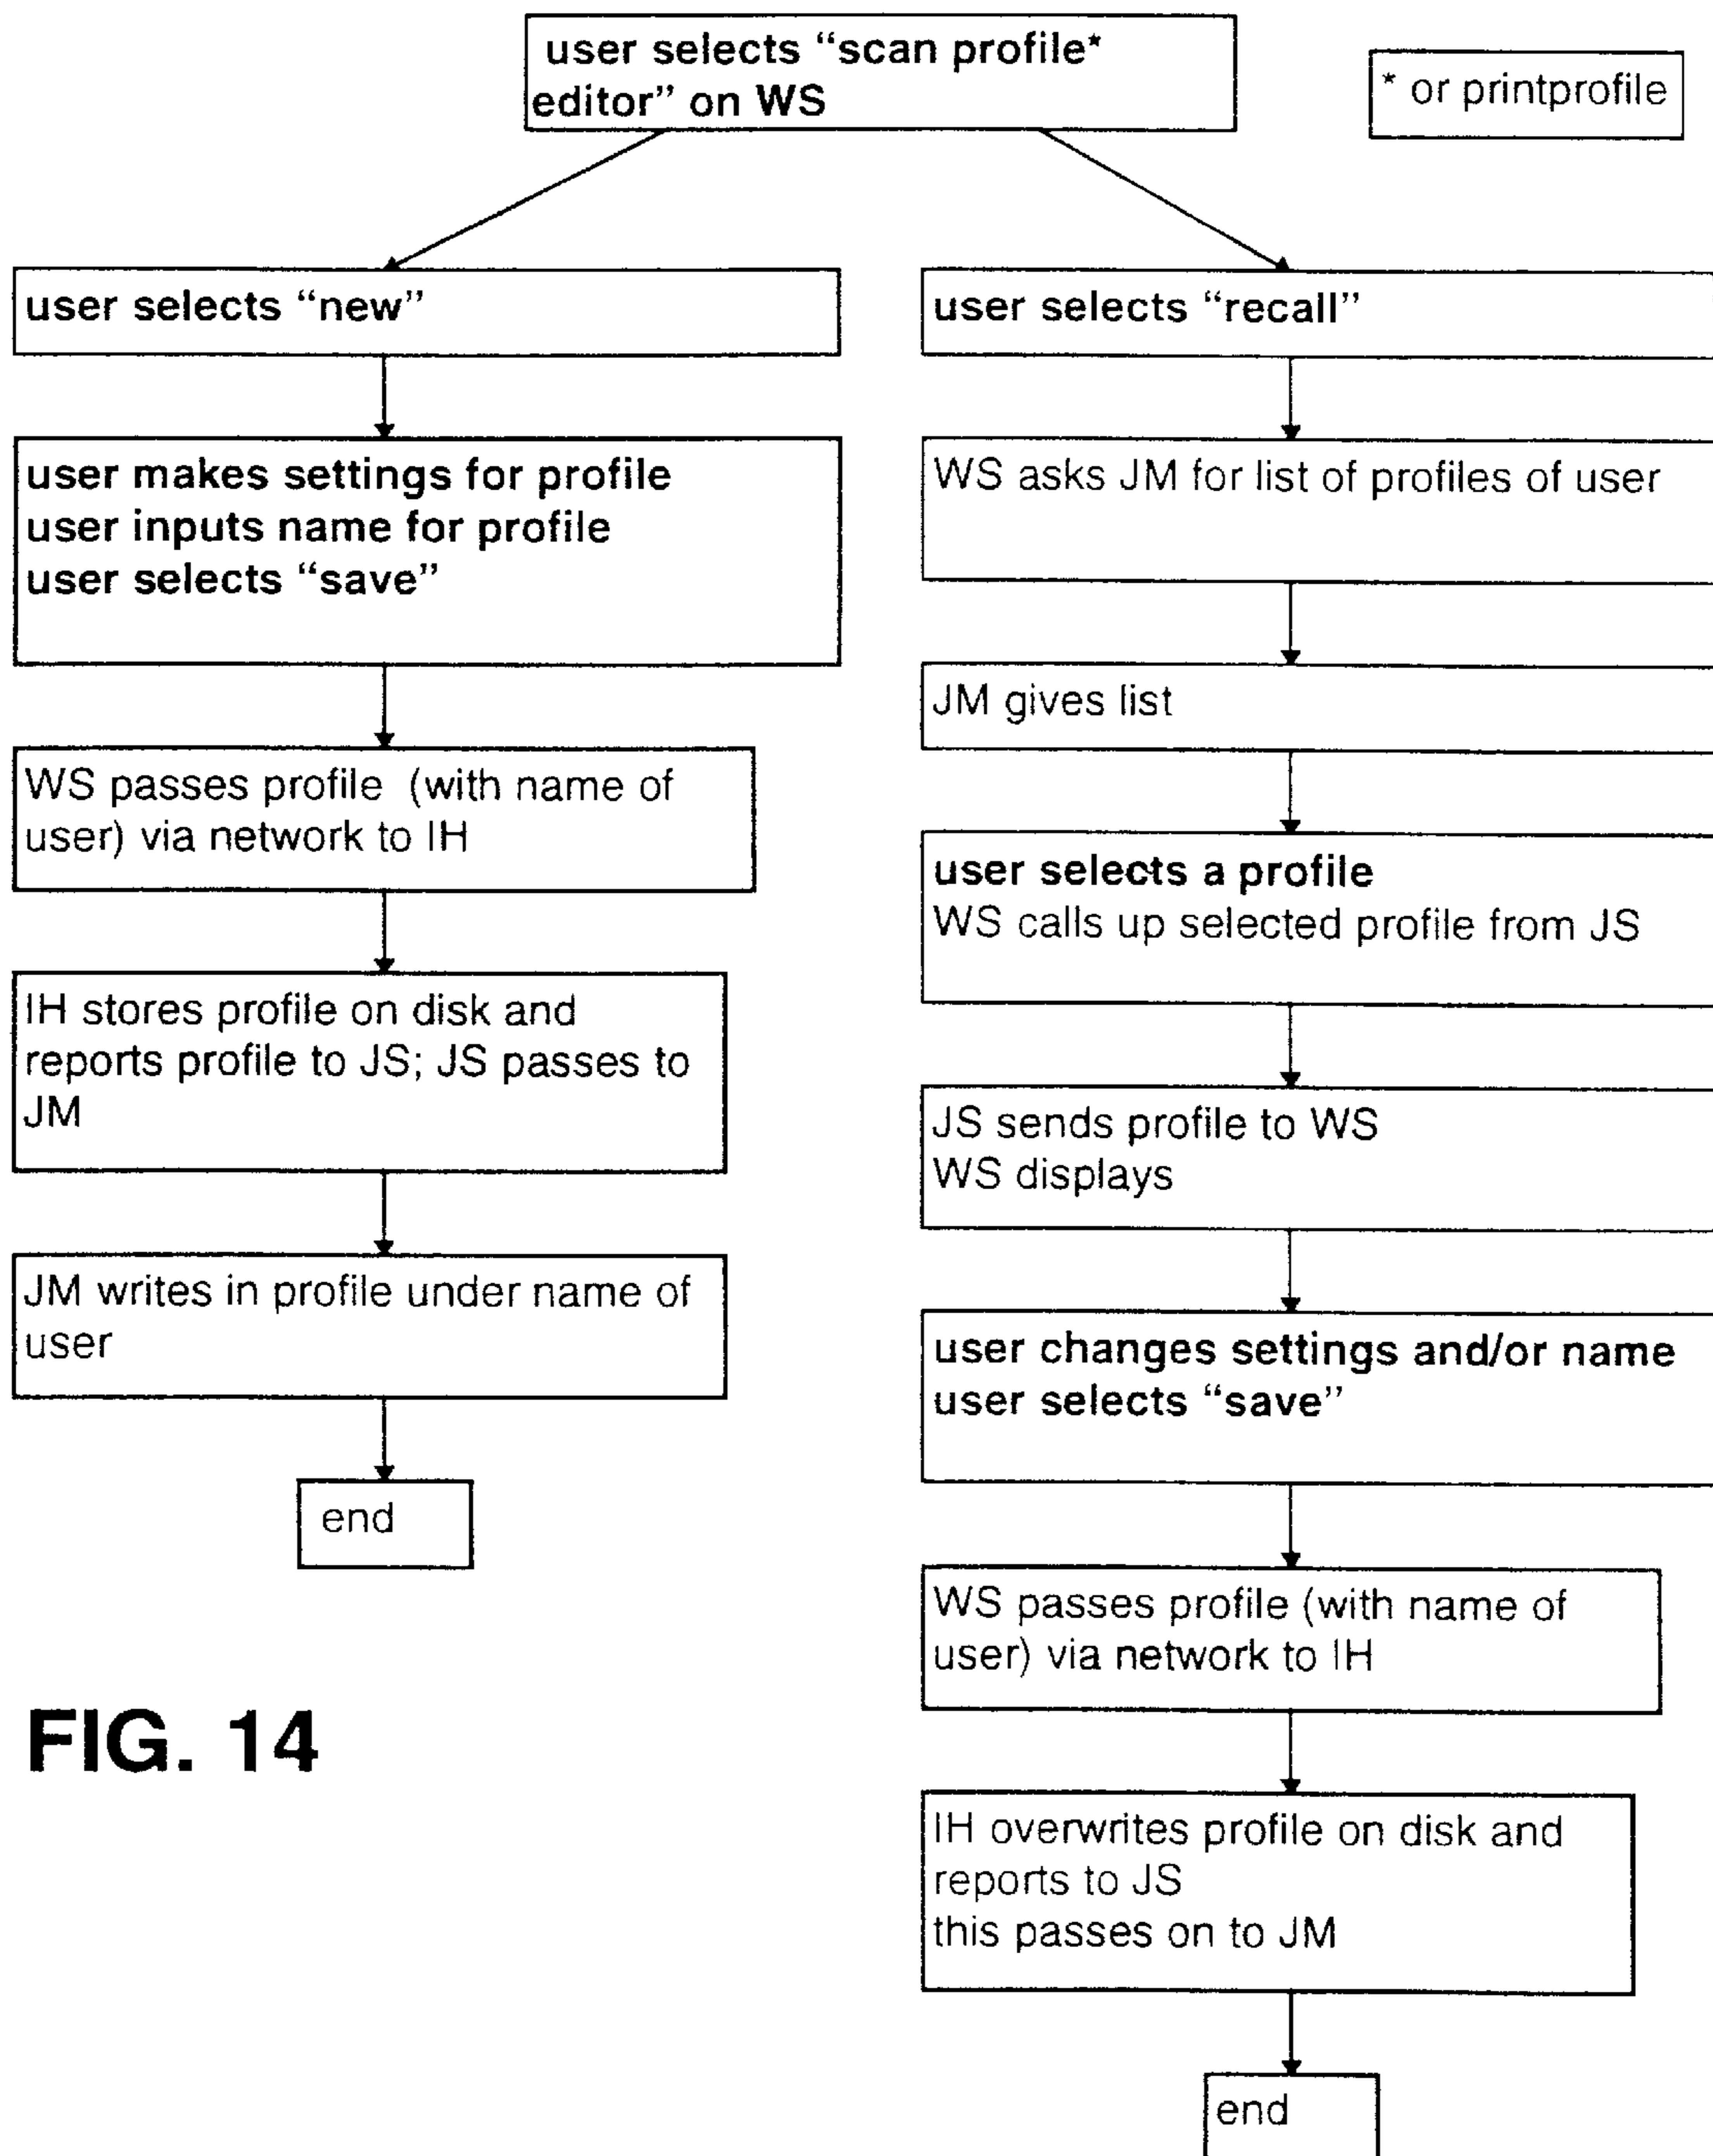 user selects “scan profile*
editor” on WS
* or printprofile
user selects “new”
user makes settings for profile
user inputs name for profile
user selects “save”
WS passes profile (with name of
user) via network to IH
IH stores profile on disk and
reports profile to JS; JS passes to
JM
JM writes in profile under name of
user
end
user selects “recall”
WS asks JM for list of profiles of user
JM gives list
user selects a profile
WS calls up selected profile from JS
JS sends profile to WS
WS displays
user changes settings and/or name
user selects “save”
WS passes profile (with name of
user) via network to IH
IH overwrites profile on disk and
reports to JS
this passes on to JM
end
FIG. 14